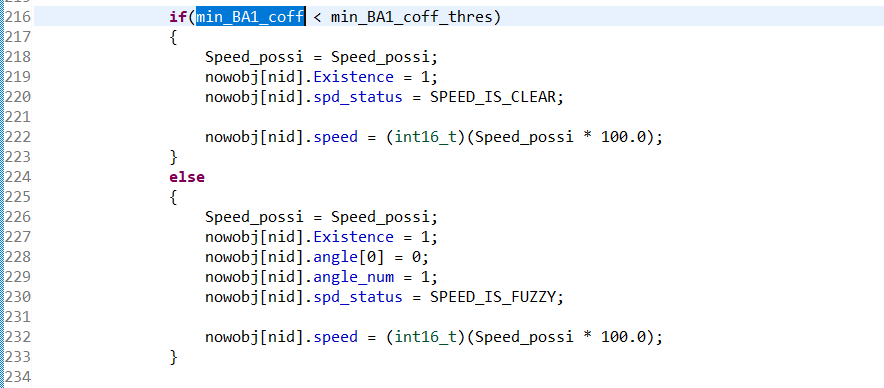 216 if(min_BA1_coff < min_BA1_coff_thres)
217 {
218 Speed_possi = Speed_possi;
219 nowobj[nid].Existence = 1;
220 nowobj[nid].spd_status = SPEED_IS_CLEAR;
221
222 nowobj[nid].speed = (int16_t)(Speed_possi * 100.0);
223 }
224 else
225 {
226 Speed_possi = Speed_possi;
227 nowobj[nid].Existence = 1;
228 nowobj[nid].angle[0] = 0;
229 nowobj[nid].angle_num = 1;
230 nowobj[nid].spd_status = SPEED_IS_FUZZY;
231
232 nowobj[nid].speed = (int16_t)(Speed_possi * 100.0);
233 }
234